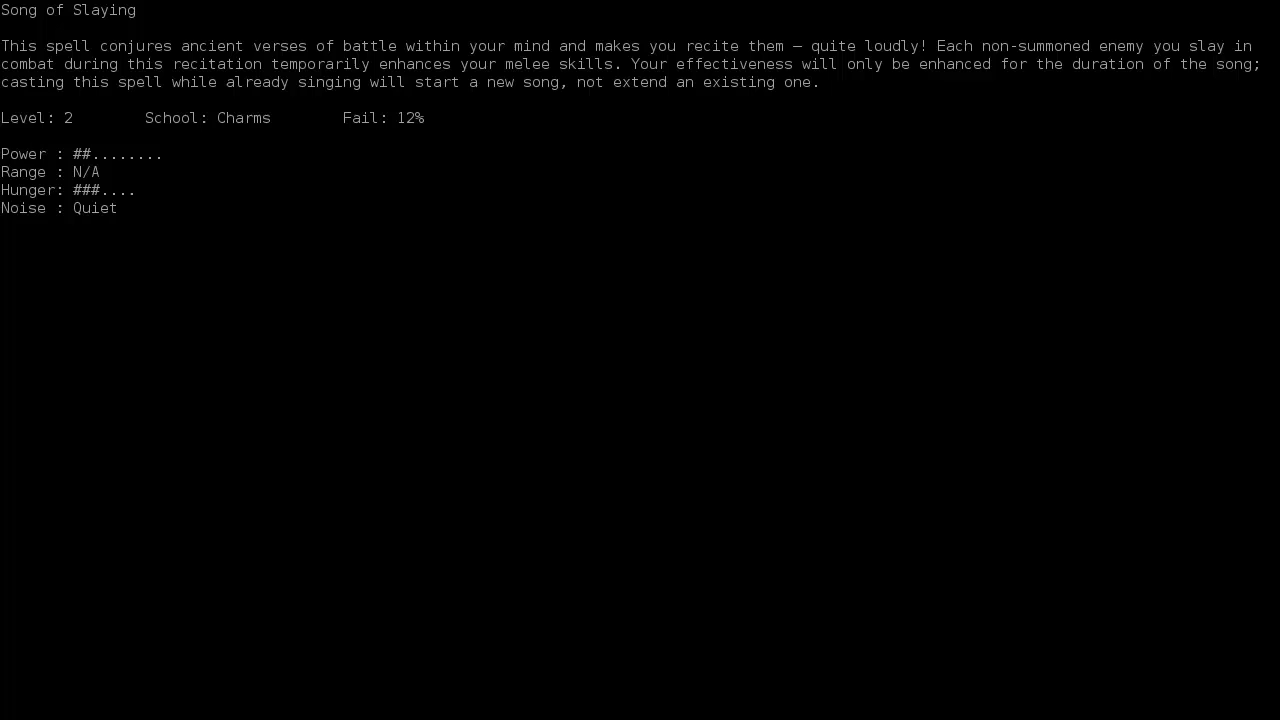 Song of Slaying
This spell conjures ancient verses of battle within your mind and makes you recite them — quite loudly! Each non-summoned enemy you slay in
combat during this recitation temporarily enhances your melee skills. Your effectiveness will only be enhanced for the duration of the song;
casting this spell while already singing will start a new song, not extend an existing one.
Level: 2        School: Charms        Fail: 12%
Power : ##........
Range : N/A
Hunger: ###....
Noise : Quiet